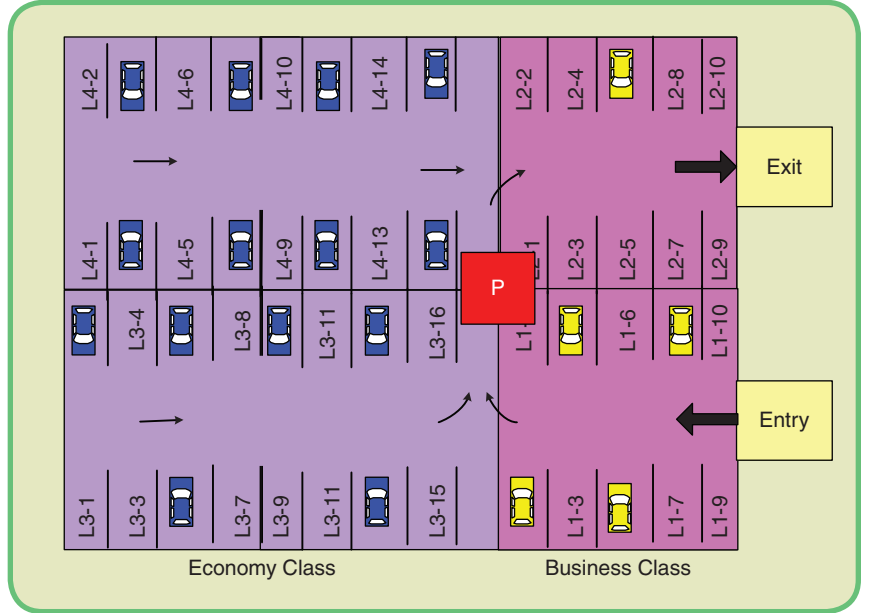 L4-2
L4-6
L4-10
L4-14
L2-2
L2-4
L2-8
L2-10
Exit
L4-1
L4-5
L4-9
L4-13
L2-3
L2-5
L2-7
L2-9
P
L3-4
L3-8
L3-11
L3-16
L1-6
L1-10
Entry
L3-1
L3-3
L3-7
L3-9
L3-11
L3-15
L1-3
L1-7
L1-9
Economy Class
Business Class